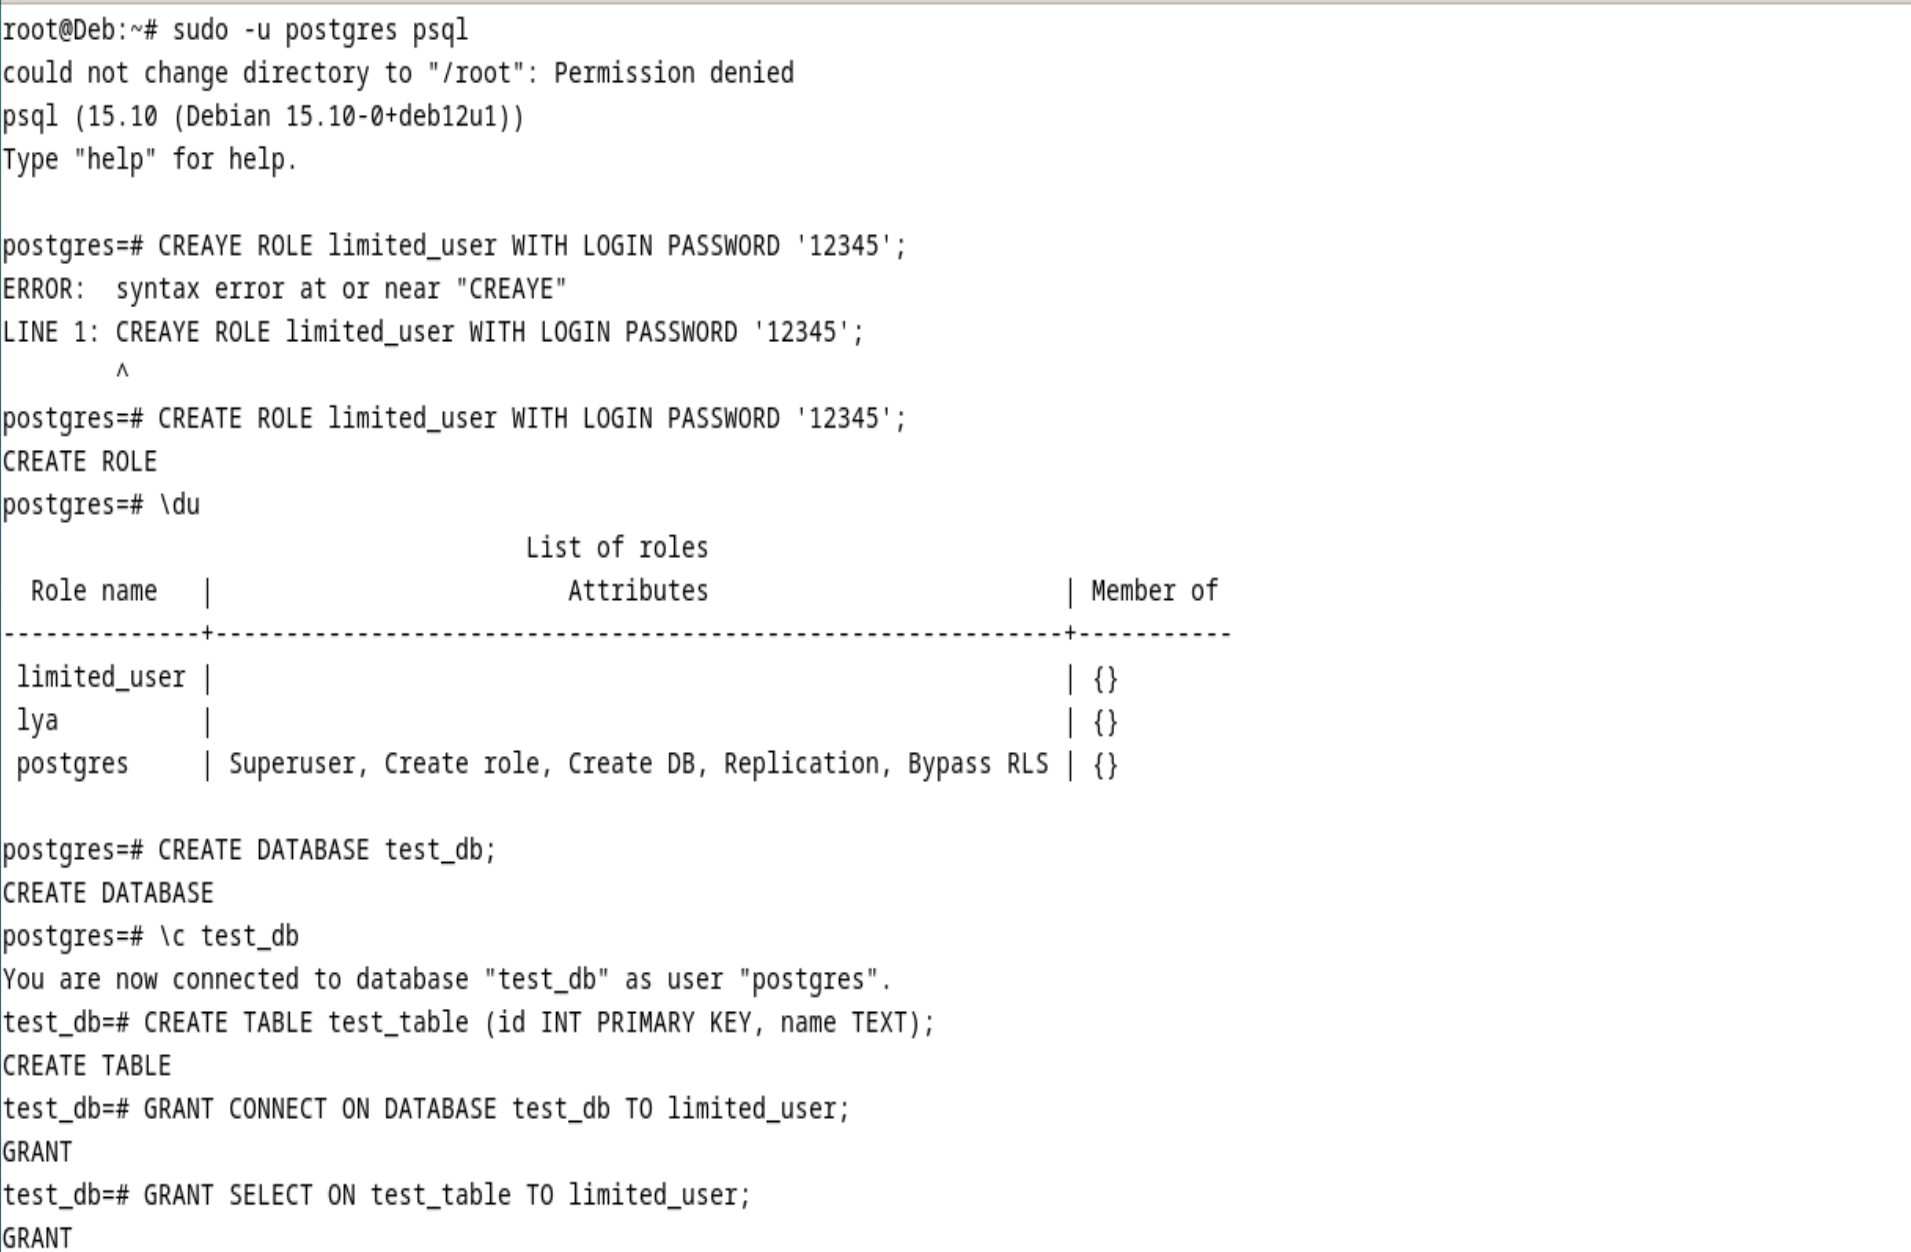 root@Deb:~# sudo -u postgres psql
could not change directory to "/root": Permission denied
psql (15.10 (Debian 15.10-0+deb12u1))
Type "help" for help.

postgres=# CREAYE ROLE limited_user WITH LOGIN PASSWORD '12345';
ERROR:  syntax error at or near "CREAYE"
LINE 1: CREAYE ROLE limited_user WITH LOGIN PASSWORD '12345';
        ^
postgres=# CREATE ROLE limited_user WITH LOGIN PASSWORD '12345';
CREATE ROLE
postgres=# \du
                                     List of roles
  Role name   |                         Attributes                         | Member of
--------------+------------------------------------------------------------+-----------
 limited_user |                                                            | {}
 lya          |                                                            | {}
 postgres     | Superuser, Create role, Create DB, Replication, Bypass RLS | {}

postgres=# CREATE DATABASE test_db;
CREATE DATABASE
postgres=# \c test_db
You are now connected to database "test_db" as user "postgres".
test_db=# CREATE TABLE test_table (id INT PRIMARY KEY, name TEXT);
CREATE TABLE
test_db=# GRANT CONNECT ON DATABASE test_db TO limited_user;
GRANT
test_db=# GRANT SELECT ON test_table TO limited_user;
GRANT